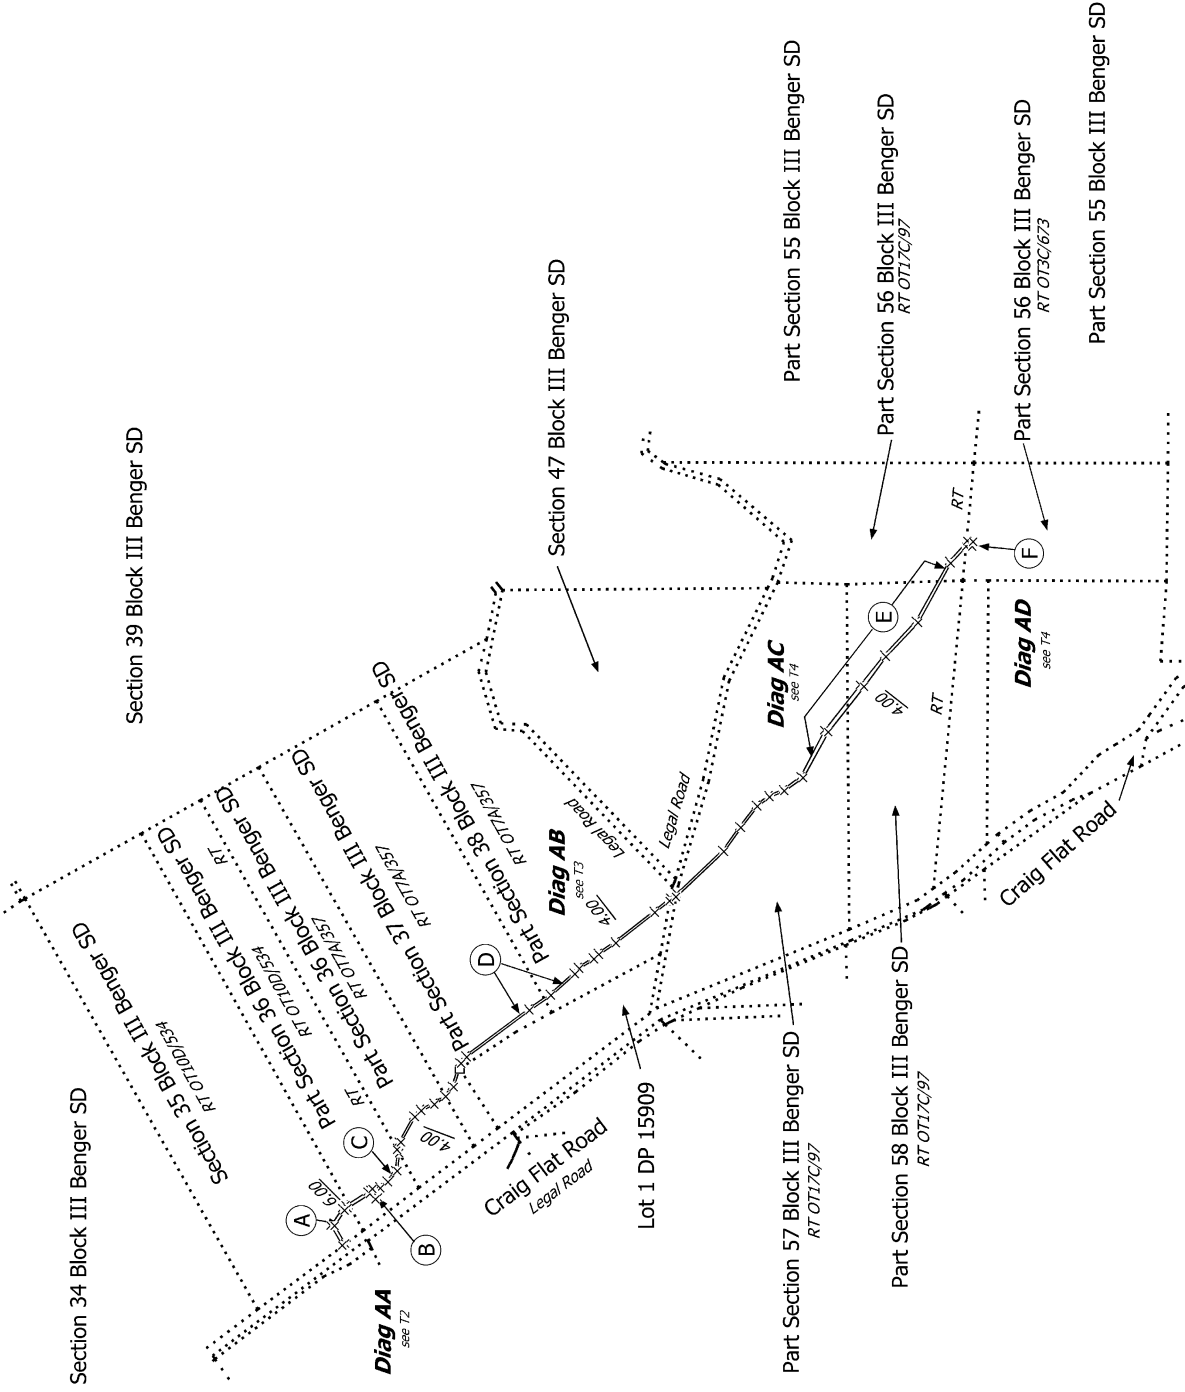 Section 34 Block III Benger SD
Section 39 Block III Benger SD
Section 35 Block III Benger SD
RT OT10D/534
Part Section 36 Block III Benger SD
RT OT10D/534
RT
RT
Part Section 36 Block III Benger SD
RT OT7A/357
Part Section 37 Block III Benger SD
RT OT7A/357
Part Section 38 Block III Benger SD
RT OT7A/357
Section 47 Block III Benger SD
Legal Road
Legal Road
Part Section 55 Block III Benger SD
Part Section 56 Block III Benger SD
RT OT17C/97
Part Section 56 Block III Benger SD
RT OT3C/673
Part Section 55 Block III Benger SD
A
6.00
B
C
4.00
D
4.00
E
4.00
F
RT
RT
Diag AA
see T2
Diag AB
see T3
Diag AC
see T4
Diag AD
see T4
Craig Flat Road
Legal Road
Lot 1 DP 15909
Part Section 57 Block III Benger SD
RT OT17C/97
Part Section 58 Block III Benger SD
RT OT17C/97
Craig Flat Road